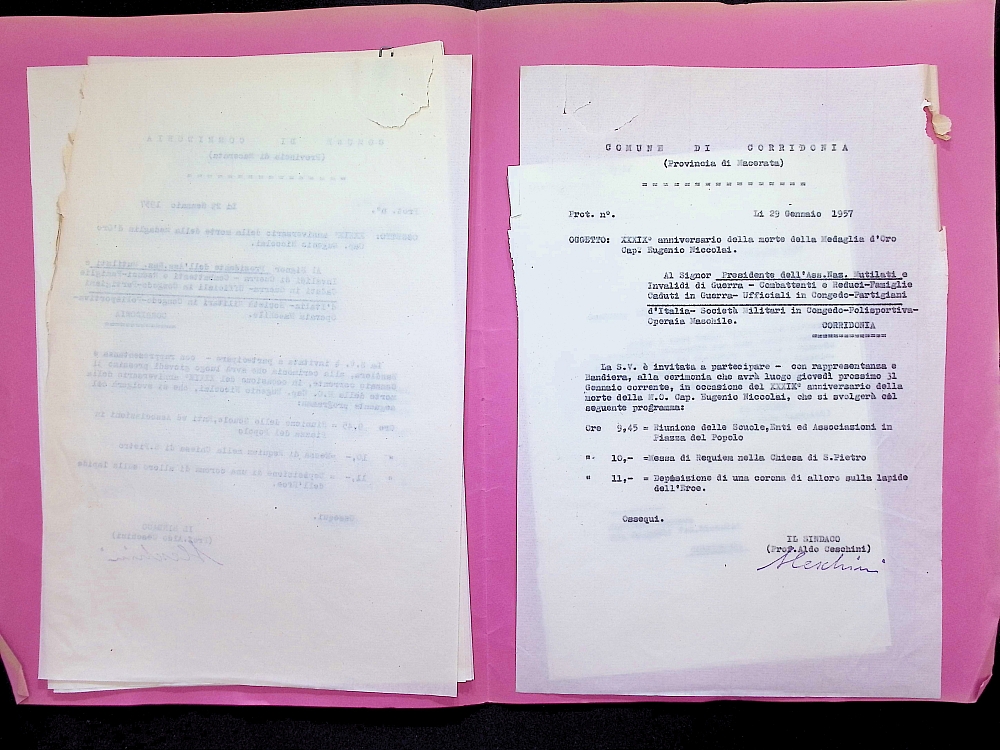 COMUNE DI CORRIDONIA
(Provincia di Macerata)
= = = = = = = = = = = = = = = =
Prot. nº. Li 29 Gennaio 1957
OGGETTO: XXXIXº anniversario della morte della Medaglia d'Oro
Cap. Eugenio Niccolai.
Al Signor Presidente dell'Ass.Naz. Mutilati e
Invalidi di Guerra - Combattenti e Reduci-Famiglie
Caduti in Guerra- Ufficiali in Congedo-Partigiani
d'Italia- Società Militari in Congedo-Polisportiva-
Operaia Maschile.
CORRIDONIA
==============
La S.V. è invitata a partecipare - con rappresentanza e
Bandiera, alla cerimonia che avrà luogo giovedì prossimo 31
Gennaio corrente, in occasione del XXXIXº anniversario della
morte della M.O. Cap. Eugenio Niccolai, che si svolgerà col
seguente programma:
Ore 9,45 = Riunione delle Scuole,Enti ed Associazioni in
Piazza del Popolo
" 10,- =Messa di Requiem nella Chiesa di S.Pietro
" 11,- = Deposizione di una corona di alloro sulla lapide
dell'Eroe.
Ossequi.
IL SINDACO
(Prof.Aldo Ceschini)
AlCeschini